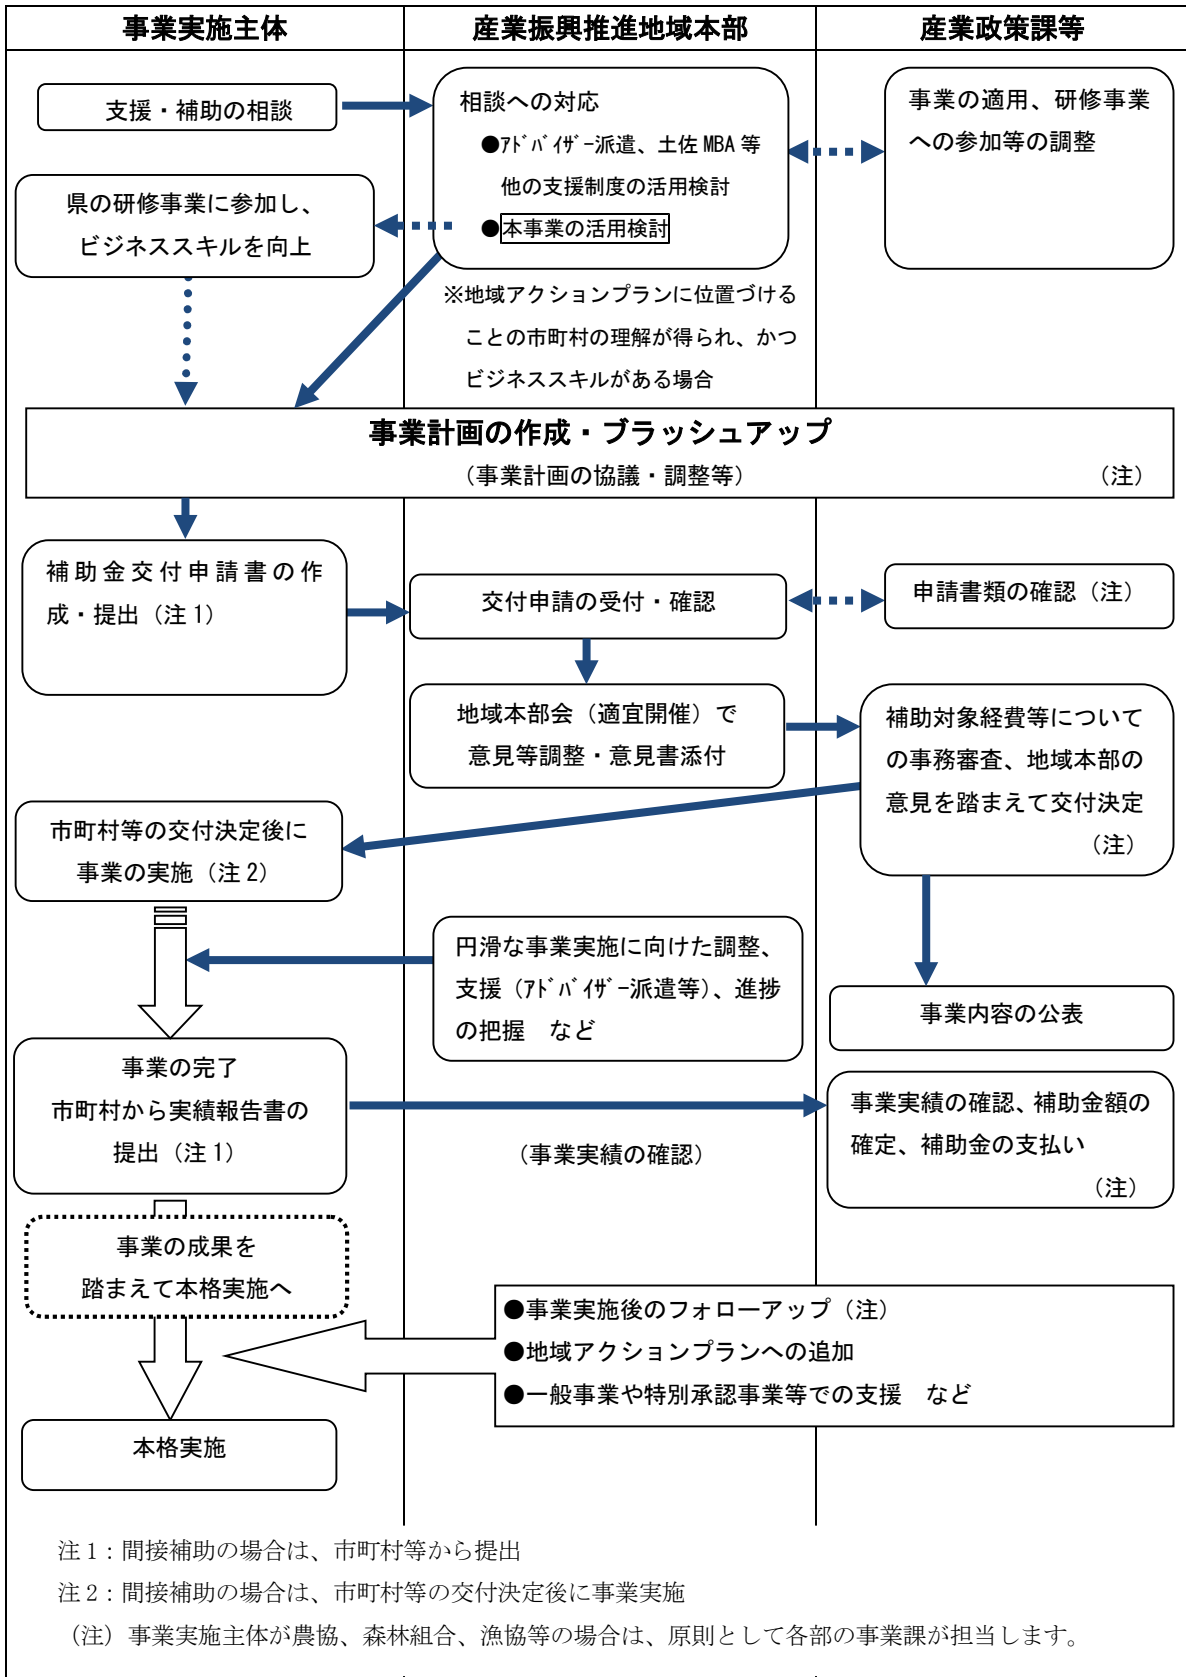 事業実施主体
産業振興推進地域本部
産業政策課等
支援・補助の相談
相談への対応
●ｱﾄﾞﾊﾞｲｻﾞｰ派遣、土佐 MBA 等
他の支援制度の活用検討
●本事業の活用検討
事業の適用、研修事業
への参加等の調整
県の研修事業に参加し、
ビジネススキルを向上
※地域アクションプランに位置づける
ことの市町村の理解が得られ、かつ
ビジネススキルがある場合
事業計画の作成・ブラッシュアップ
（事業計画の協議・調整等）
（注）
補助金交付申請書の作
成・提出（注 1）
交付申請の受付・確認
申請書類の確認（注）
地域本部会（適宜開催）で
意見等調整・意見書添付
補助対象経費等について
の事務審査、地域本部の
意見を踏まえて交付決定
（注）
市町村等の交付決定後に
事業の実施（注 2）
円滑な事業実施に向けた調整、
支援（ｱﾄﾞﾊﾞｲｻﾞｰ派遣等）、進捗
の把握　など
事業内容の公表
事業の完了
市町村から実績報告書の
提出（注 1）
（事業実績の確認）
事業実績の確認、補助金額の
確定、補助金の支払い
（注）
事業の成果を
踏まえて本格実施へ
●事業実施後のフォローアップ（注）
●地域アクションプランへの追加
●一般事業や特別承認事業等での支援　など
本格実施
注 1：間接補助の場合は、市町村等から提出
注 2：間接補助の場合は、市町村等の交付決定後に事業実施
（注）事業実施主体が農協、森林組合、漁協等の場合は、原則として各部の事業課が担当します。